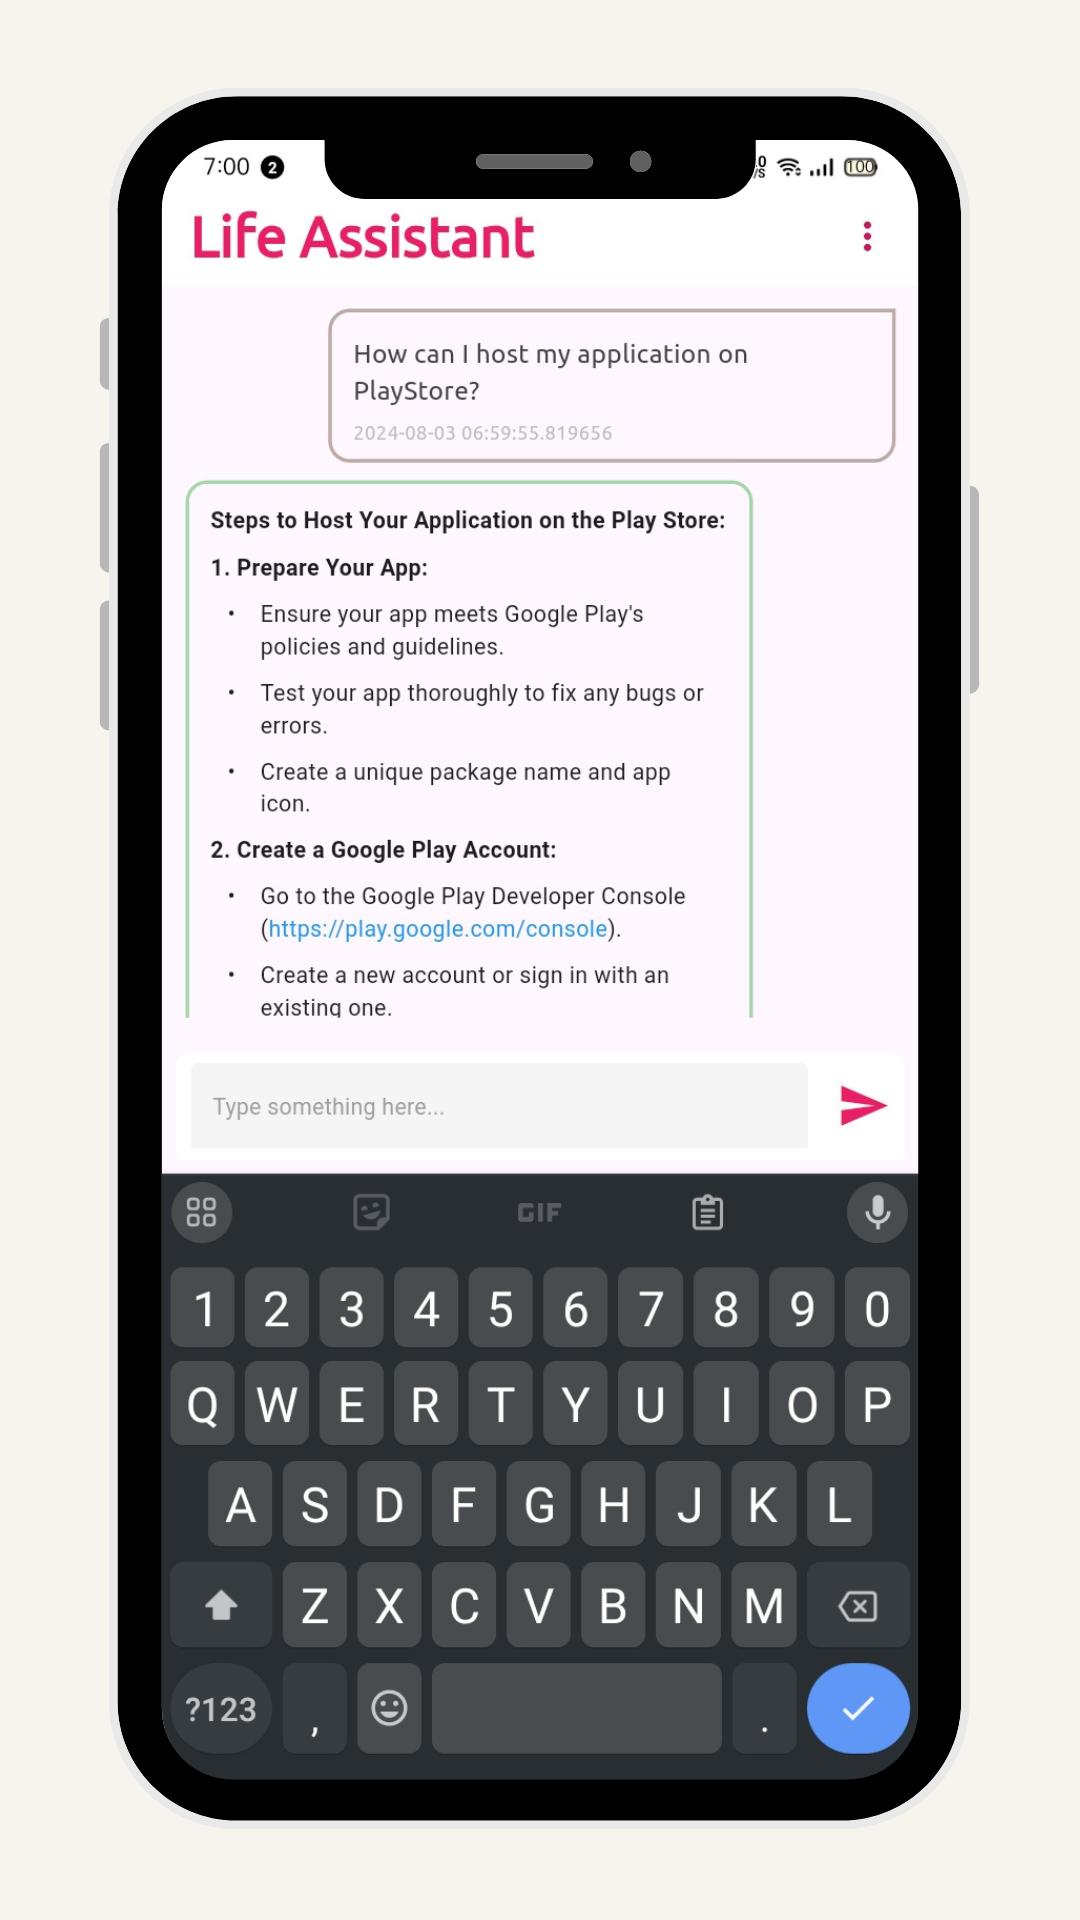 7:00 2
100
Life Assistant
How can I host my application on
PlayStore?
2024-08-03 06:59:55.819656
Steps to Host Your Application on the Play Store:
1. Prepare Your App:
• Ensure your app meets Google Play's
policies and guidelines.
• Test your app thoroughly to fix any bugs or
errors.
• Create a unique package name and app
icon.
2. Create a Google Play Account:
• Go to the Google Play Developer Console
(https://play.google.com/console).
• Create a new account or sign in with an
existing one.
Type something here...
GIF
1 2 3 4 5 6 7 8 9 0
Q W E R T Y U I O P
A S D F G H J K L
Z X C V B N M
?123 , .